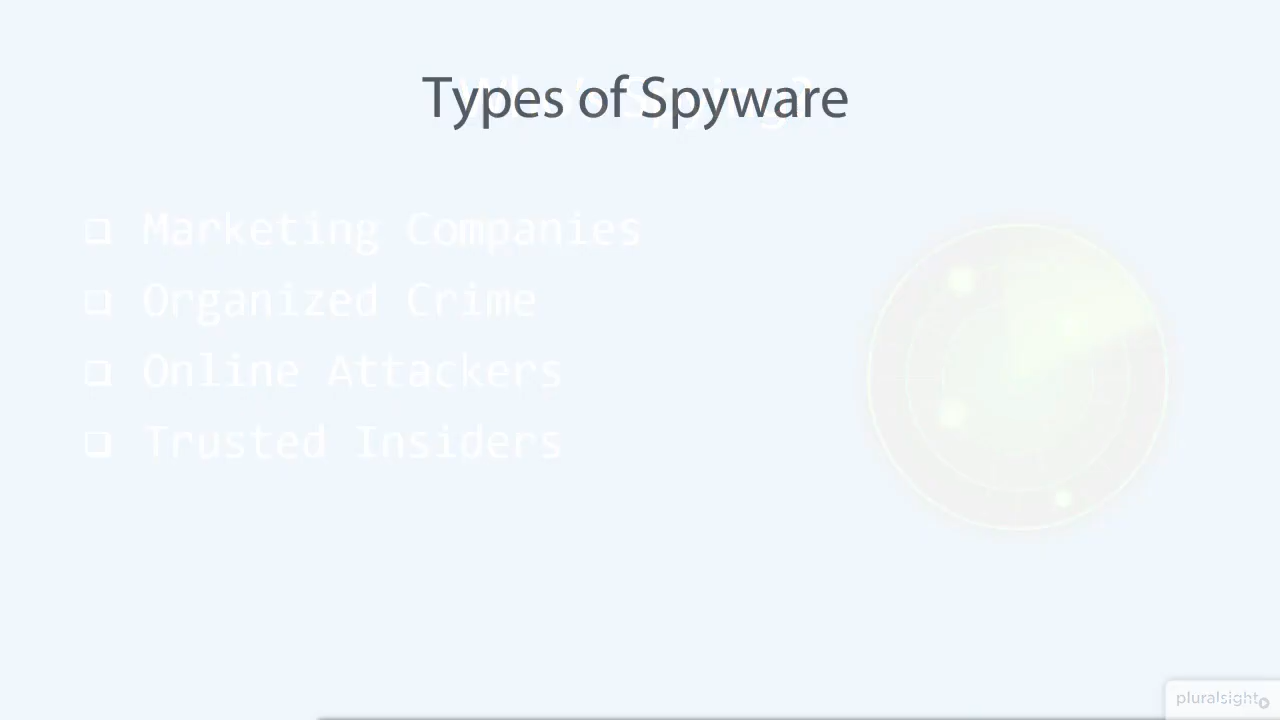 Types of Spyware
Marketing Companies
Organized Crime
Online Attackers
Trusted Insiders
pluralsight